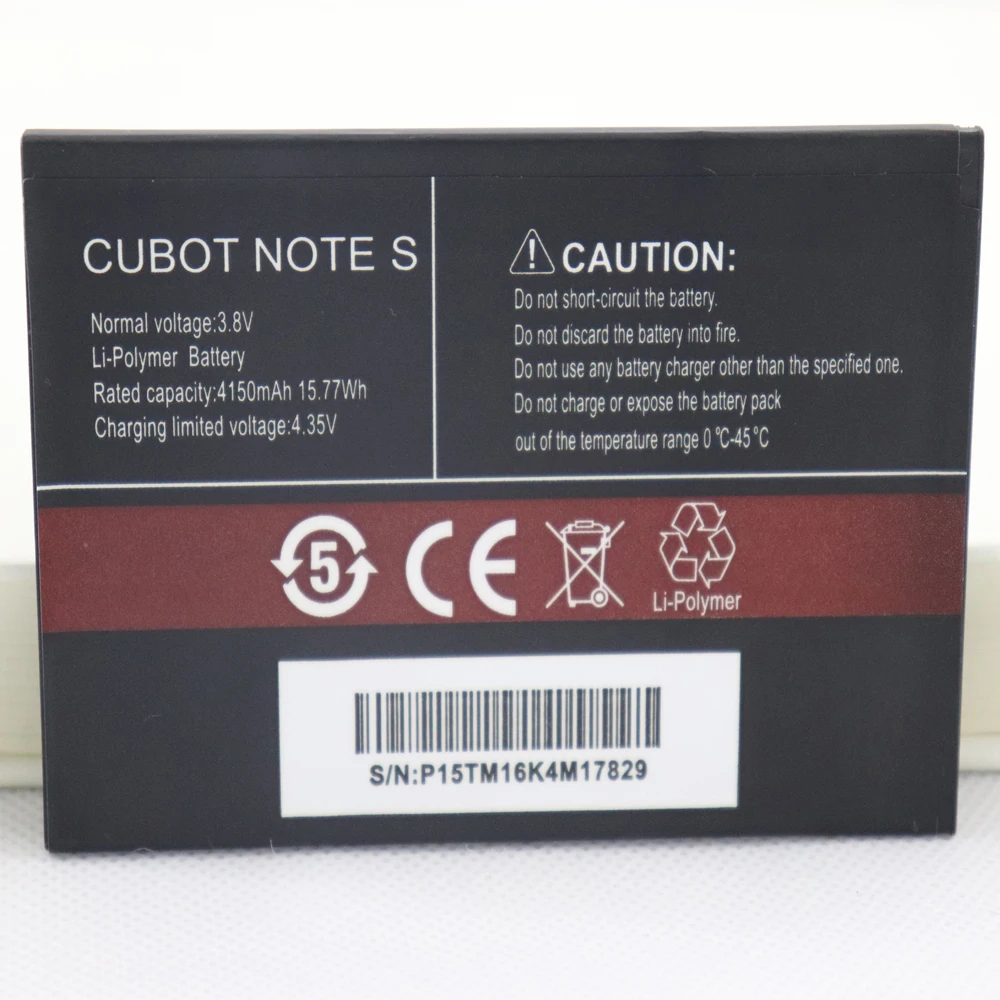 CUBOT NOTE S
Normal voltage:3.8V
Li-Polymer Battery
Rated capacity:4150mAh 15.77Wh
Charging limited voltage:4.35V
CAUTION:
Do not short-circuit the battery.
Do not discard the battery into fire.
Do not use any battery charger other than the specified one.
Do not charge or expose the battery pack
out of the temperature range 0 ℃-45℃
5
CE
Li-Polymer
S/N:P15TM16K4M17829